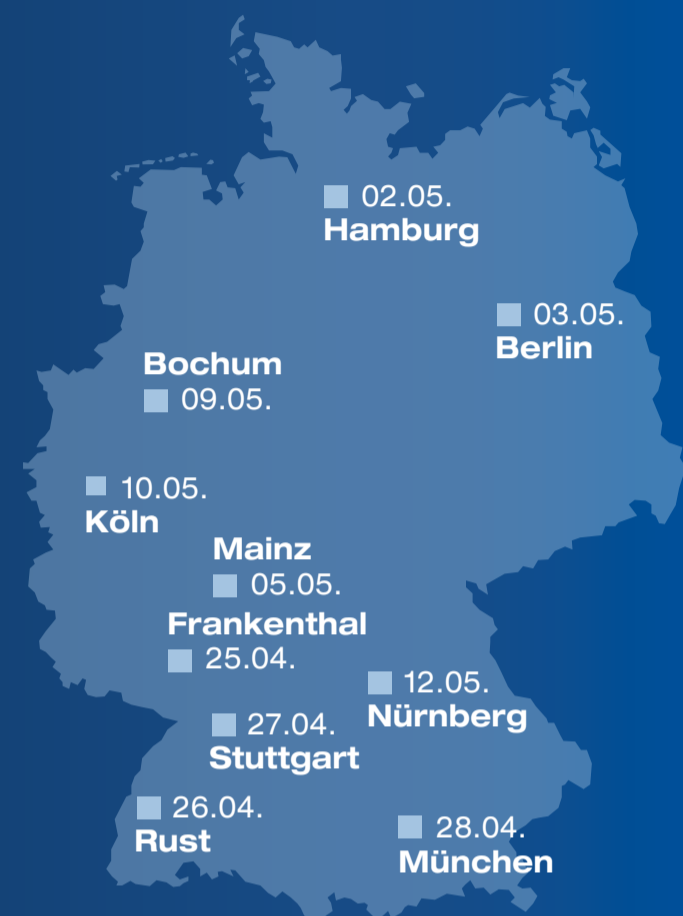 02.05.
Hamburg
03.05.
Berlin
Bochum
09.05.
10.05.
Köln
Mainz
05.05.
Frankenthal
25.04.
12.05.
Nürnberg
27.04.
Stuttgart
26.04.
Rust
28.04.
München